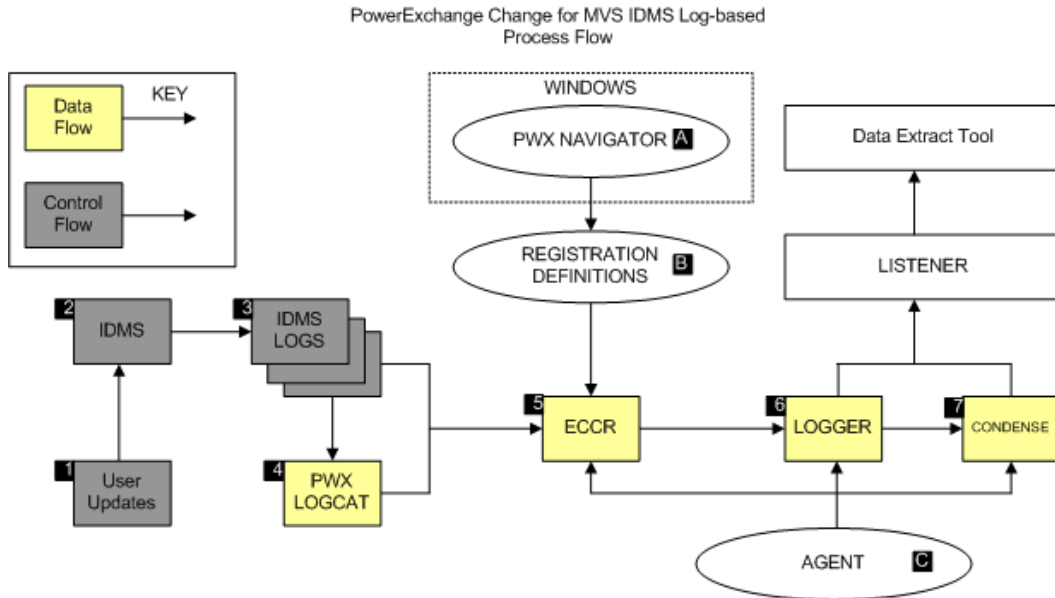 PowerExchange Change for MVS IDMS Log-based
Process Flow
KEY
Data
Flow
Control
Flow
WINDOWS
PWX NAVIGATOR A
REGISTRATION
DEFINITIONS B
Data Extract Tool
LISTENER
2
IDMS
3
IDMS
LOGS
1
User
Updates
4
PWX
LOGCAT
5
ECCR
6
LOGGER
7
CONDENSE
AGENT C